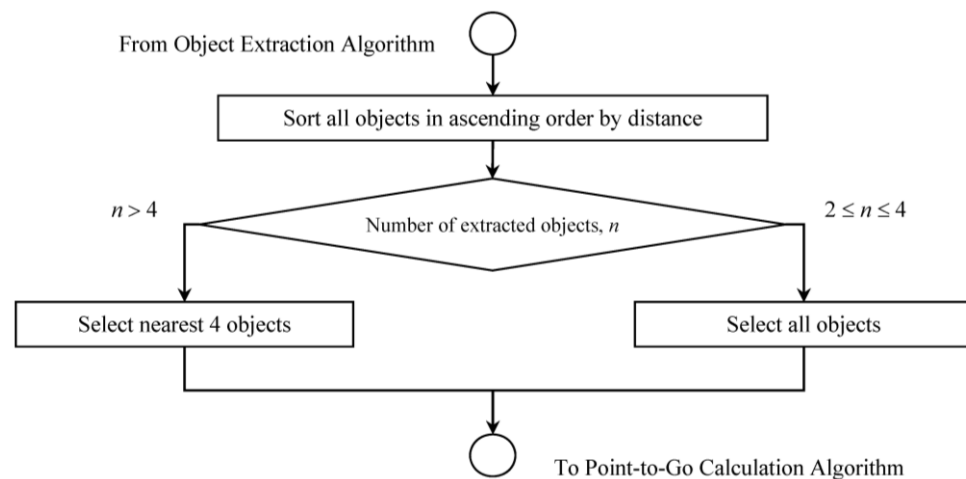 From Object Extraction Algorithm
Sort all objects in ascending order by distance
n > 4
Number of extracted objects, n
2 ≤ n ≤ 4
Select nearest 4 objects
Select all objects
To Point-to-Go Calculation Algorithm